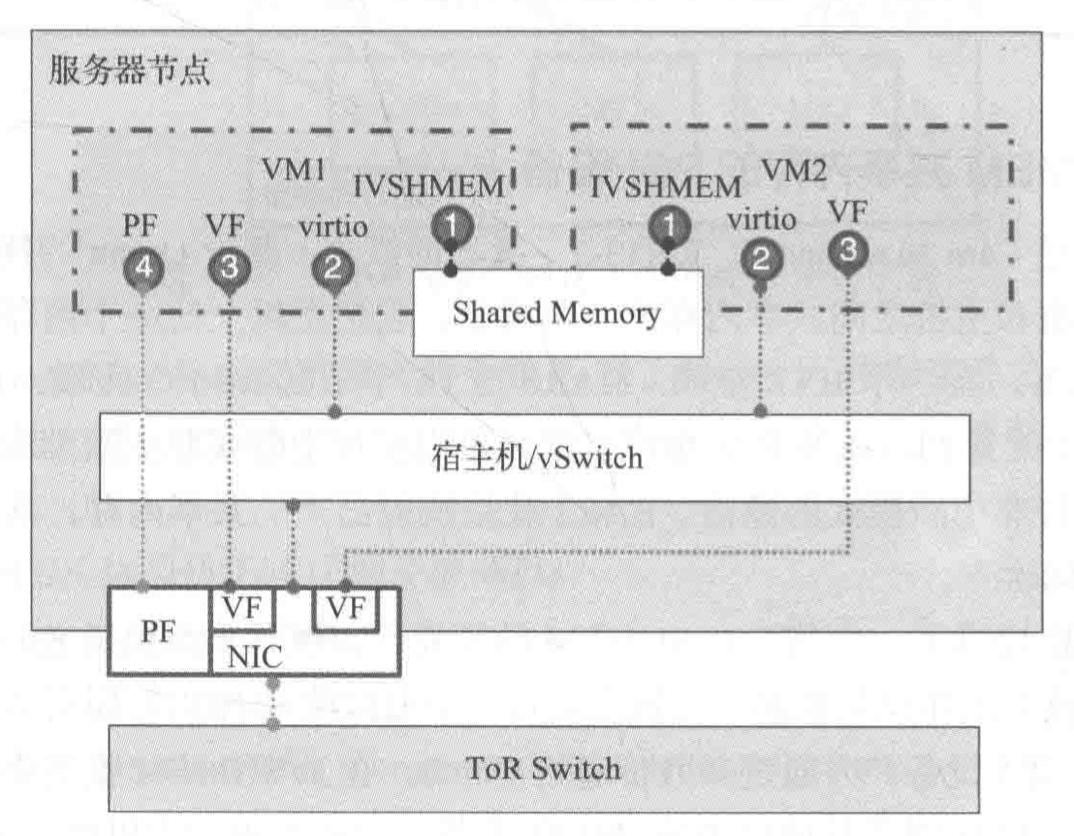 服务器节点
VM1
IVSHMEM
PF
VF
virtio
1
4
3
2
VM2
IVSHMEM
virtio
VF
1
2
3
Shared Memory
宿主机/vSwitch
PF
VF
VF
NIC
ToR Switch